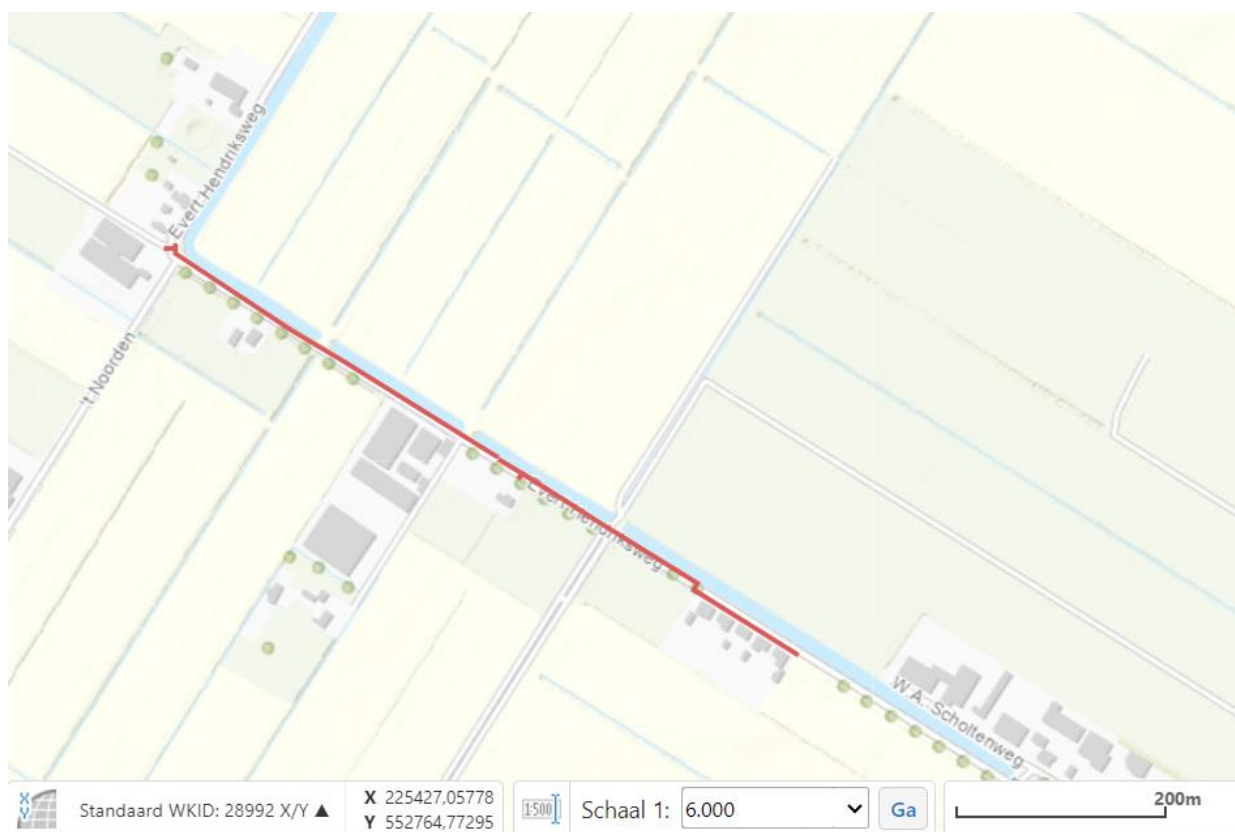 Evert Hendriksweg
't Noorden
Evert Hendriksweg
W.A. Scholtenweg
X
Y
Standaard WKID: 28992 X/Y ▲
X 225427,05778
Y 552764,77295
1:500
Schaal 1:
6.000
Ga
200m